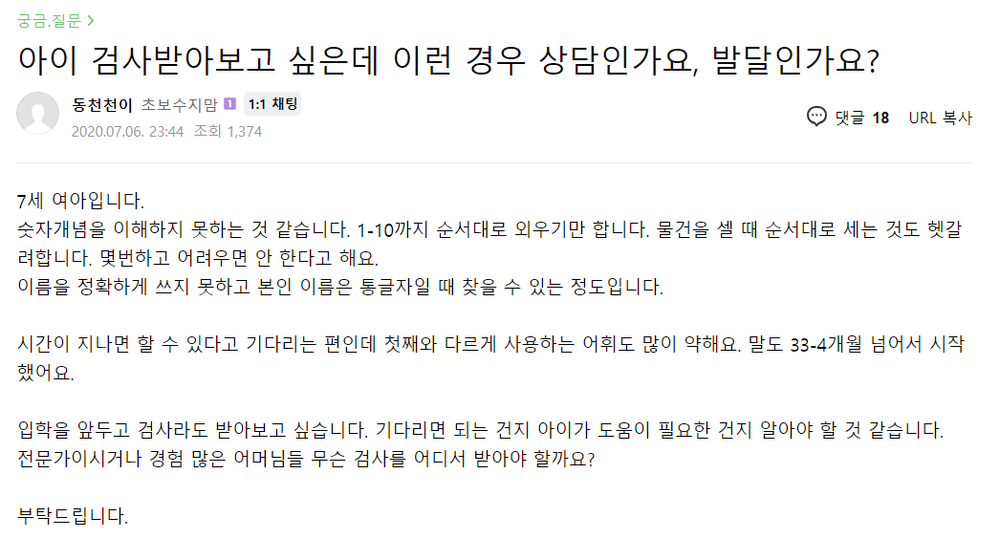 궁금.질문 >
아이 검사받아보고 싶은데 이런 경우 상담인가요, 발달인가요?
동천천이 초보수지맘 1 1:1 채팅
2020.07.06. 23:44 조회 1,374
댓글 18 URL 복사
7세 여아입니다.
숫자개념을 이해하지 못하는 것 같습니다. 1-10까지 순서대로 외우기만 합니다. 물건을 셀 때 순서대로 세는 것도 헷갈
려합니다. 몇번하고 어려우면 안 한다고 해요.
이름을 정확하게 쓰지 못하고 본인 이름은 통글자일 때 찾을 수 있는 정도입니다.
시간이 지나면 할 수 있다고 기다리는 편인데 첫째와 다르게 사용하는 어휘도 많이 약해요. 말도 33-4개월 넘어서 시작
했어요.
입학을 앞두고 검사라도 받아보고 싶습니다. 기다리면 되는 건지 아이가 도움이 필요한 건지 알아야 할 것 같습니다.
전문가이시거나 경험 많은 어머님들 무슨 검사를 어디서 받아야 할까요?
부탁드립니다.